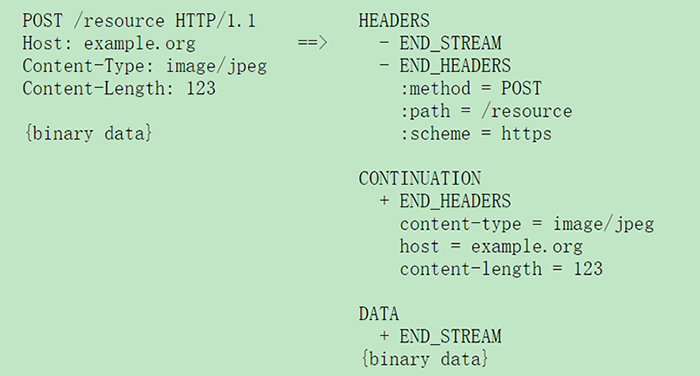 POST /resource HTTP/1.1
Host: example.org
Content-Type: image/jpeg
Content-Length: 123
{binary data}
==>
HEADERS
- END_STREAM
- END_HEADERS
:method = POST
:path = /resource
:scheme = https
CONTINUATION
+ END_HEADERS
content-type = image/jpeg
host = example.org
content-length = 123
DATA
+ END_STREAM
{binary data}